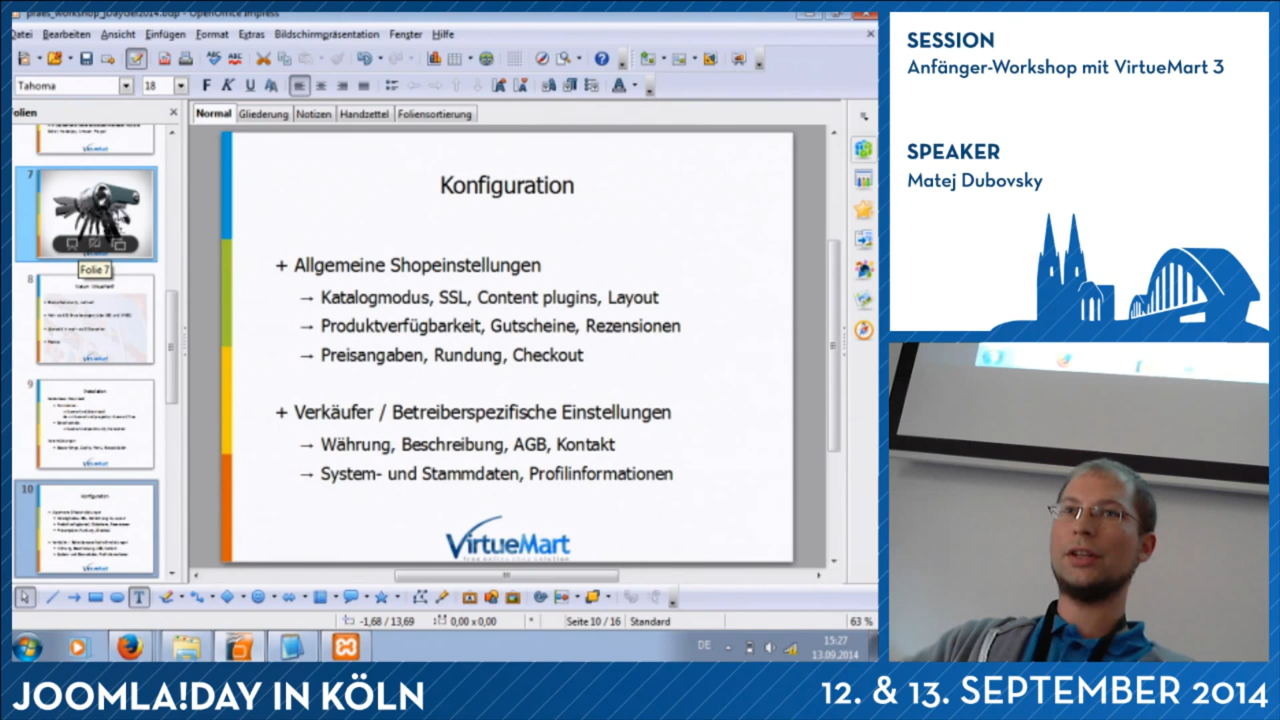 praes_workshop_jDayGer2014.odp - OpenOffice Impress
Datei Bearbeiten Ansicht Einfügen Format Extras Bildschirmpräsentation Fenster Hilfe
Tahoma 18 F K U
Folien
Normal Gliederung Notizen Handzettel Foliensortierung
7
Folie 7
8
9
Installation
10
Konfiguration
Konfiguration
+ Allgemeine Shopeinstellungen
→ Katalogmodus, SSL, Content plugins, Layout
→ Produktverfügbarkeit, Gutscheine, Rezensionen
→ Preisangaben, Rundung, Checkout
+ Verkäufer / Betreiberspezifische Einstellungen
→ Währung, Beschreibung, AGB, Kontakt
→ System- und Stammdaten, Profilinformationen
VirtueMart
-1,68 / 13,69 0,00 x 0,00 Seite 10 / 16 * Standard 63 %
DE 15:27
13.09.2014
SESSION
Anfänger-Workshop mit VirtueMart 3
SPEAKER
Matej Dubovsky
JOOMLA!DAY IN KÖLN
12. & 13. SEPTEMBER 2014